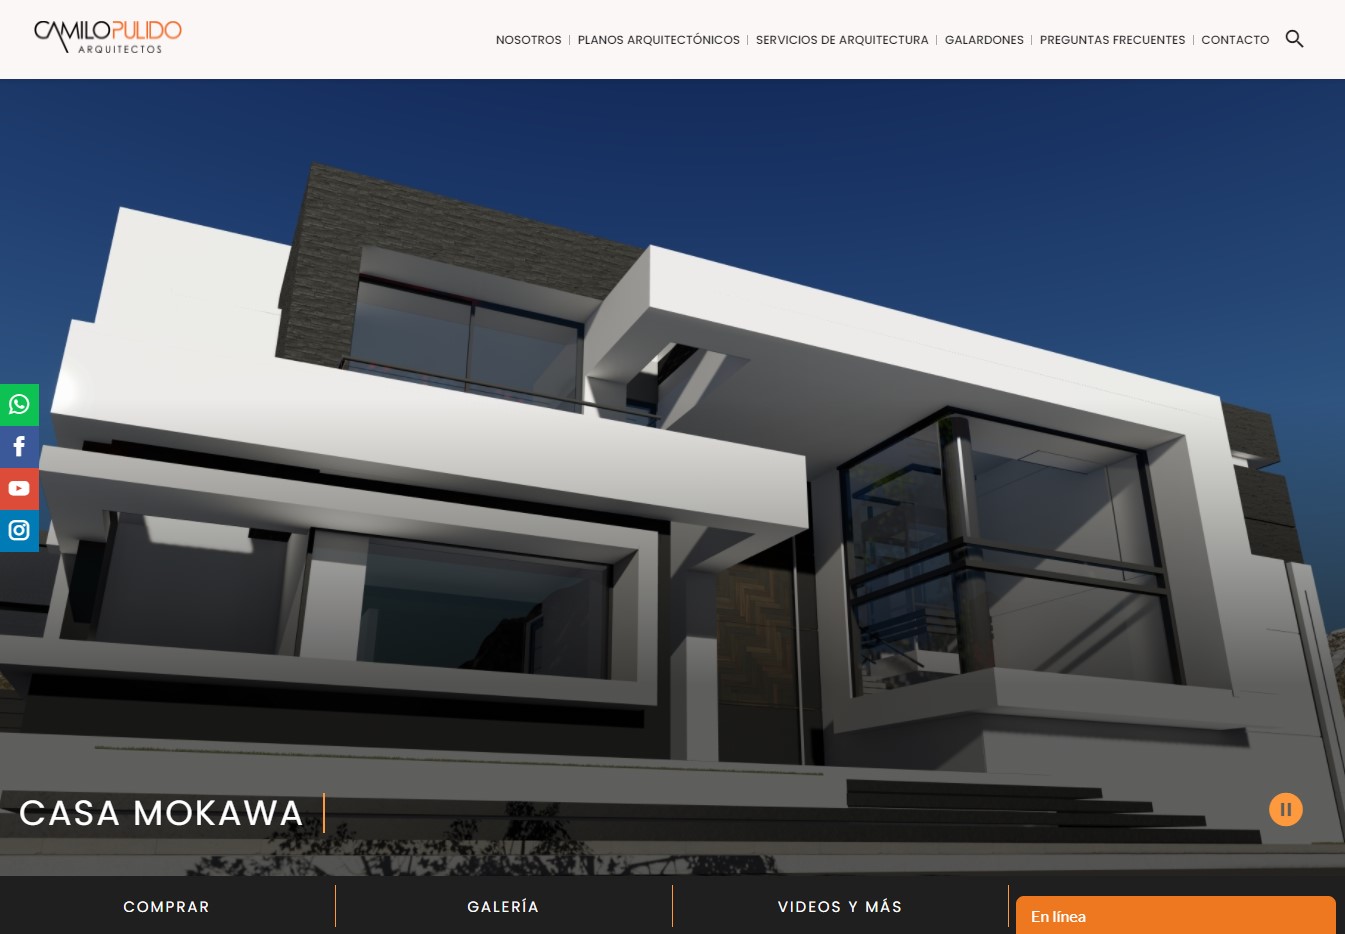 CAMILOPULIDO
ARQUITECTOS
NOSOTROS
PLANOS ARQUITECTÓNICOS
SERVICIOS DE ARQUITECTURA
GALARDONES
PREGUNTAS FRECUENTES
CONTACTO
CASA MOKAWA
COMPRAR
GALERÍA
VIDEOS Y MÁS
En línea